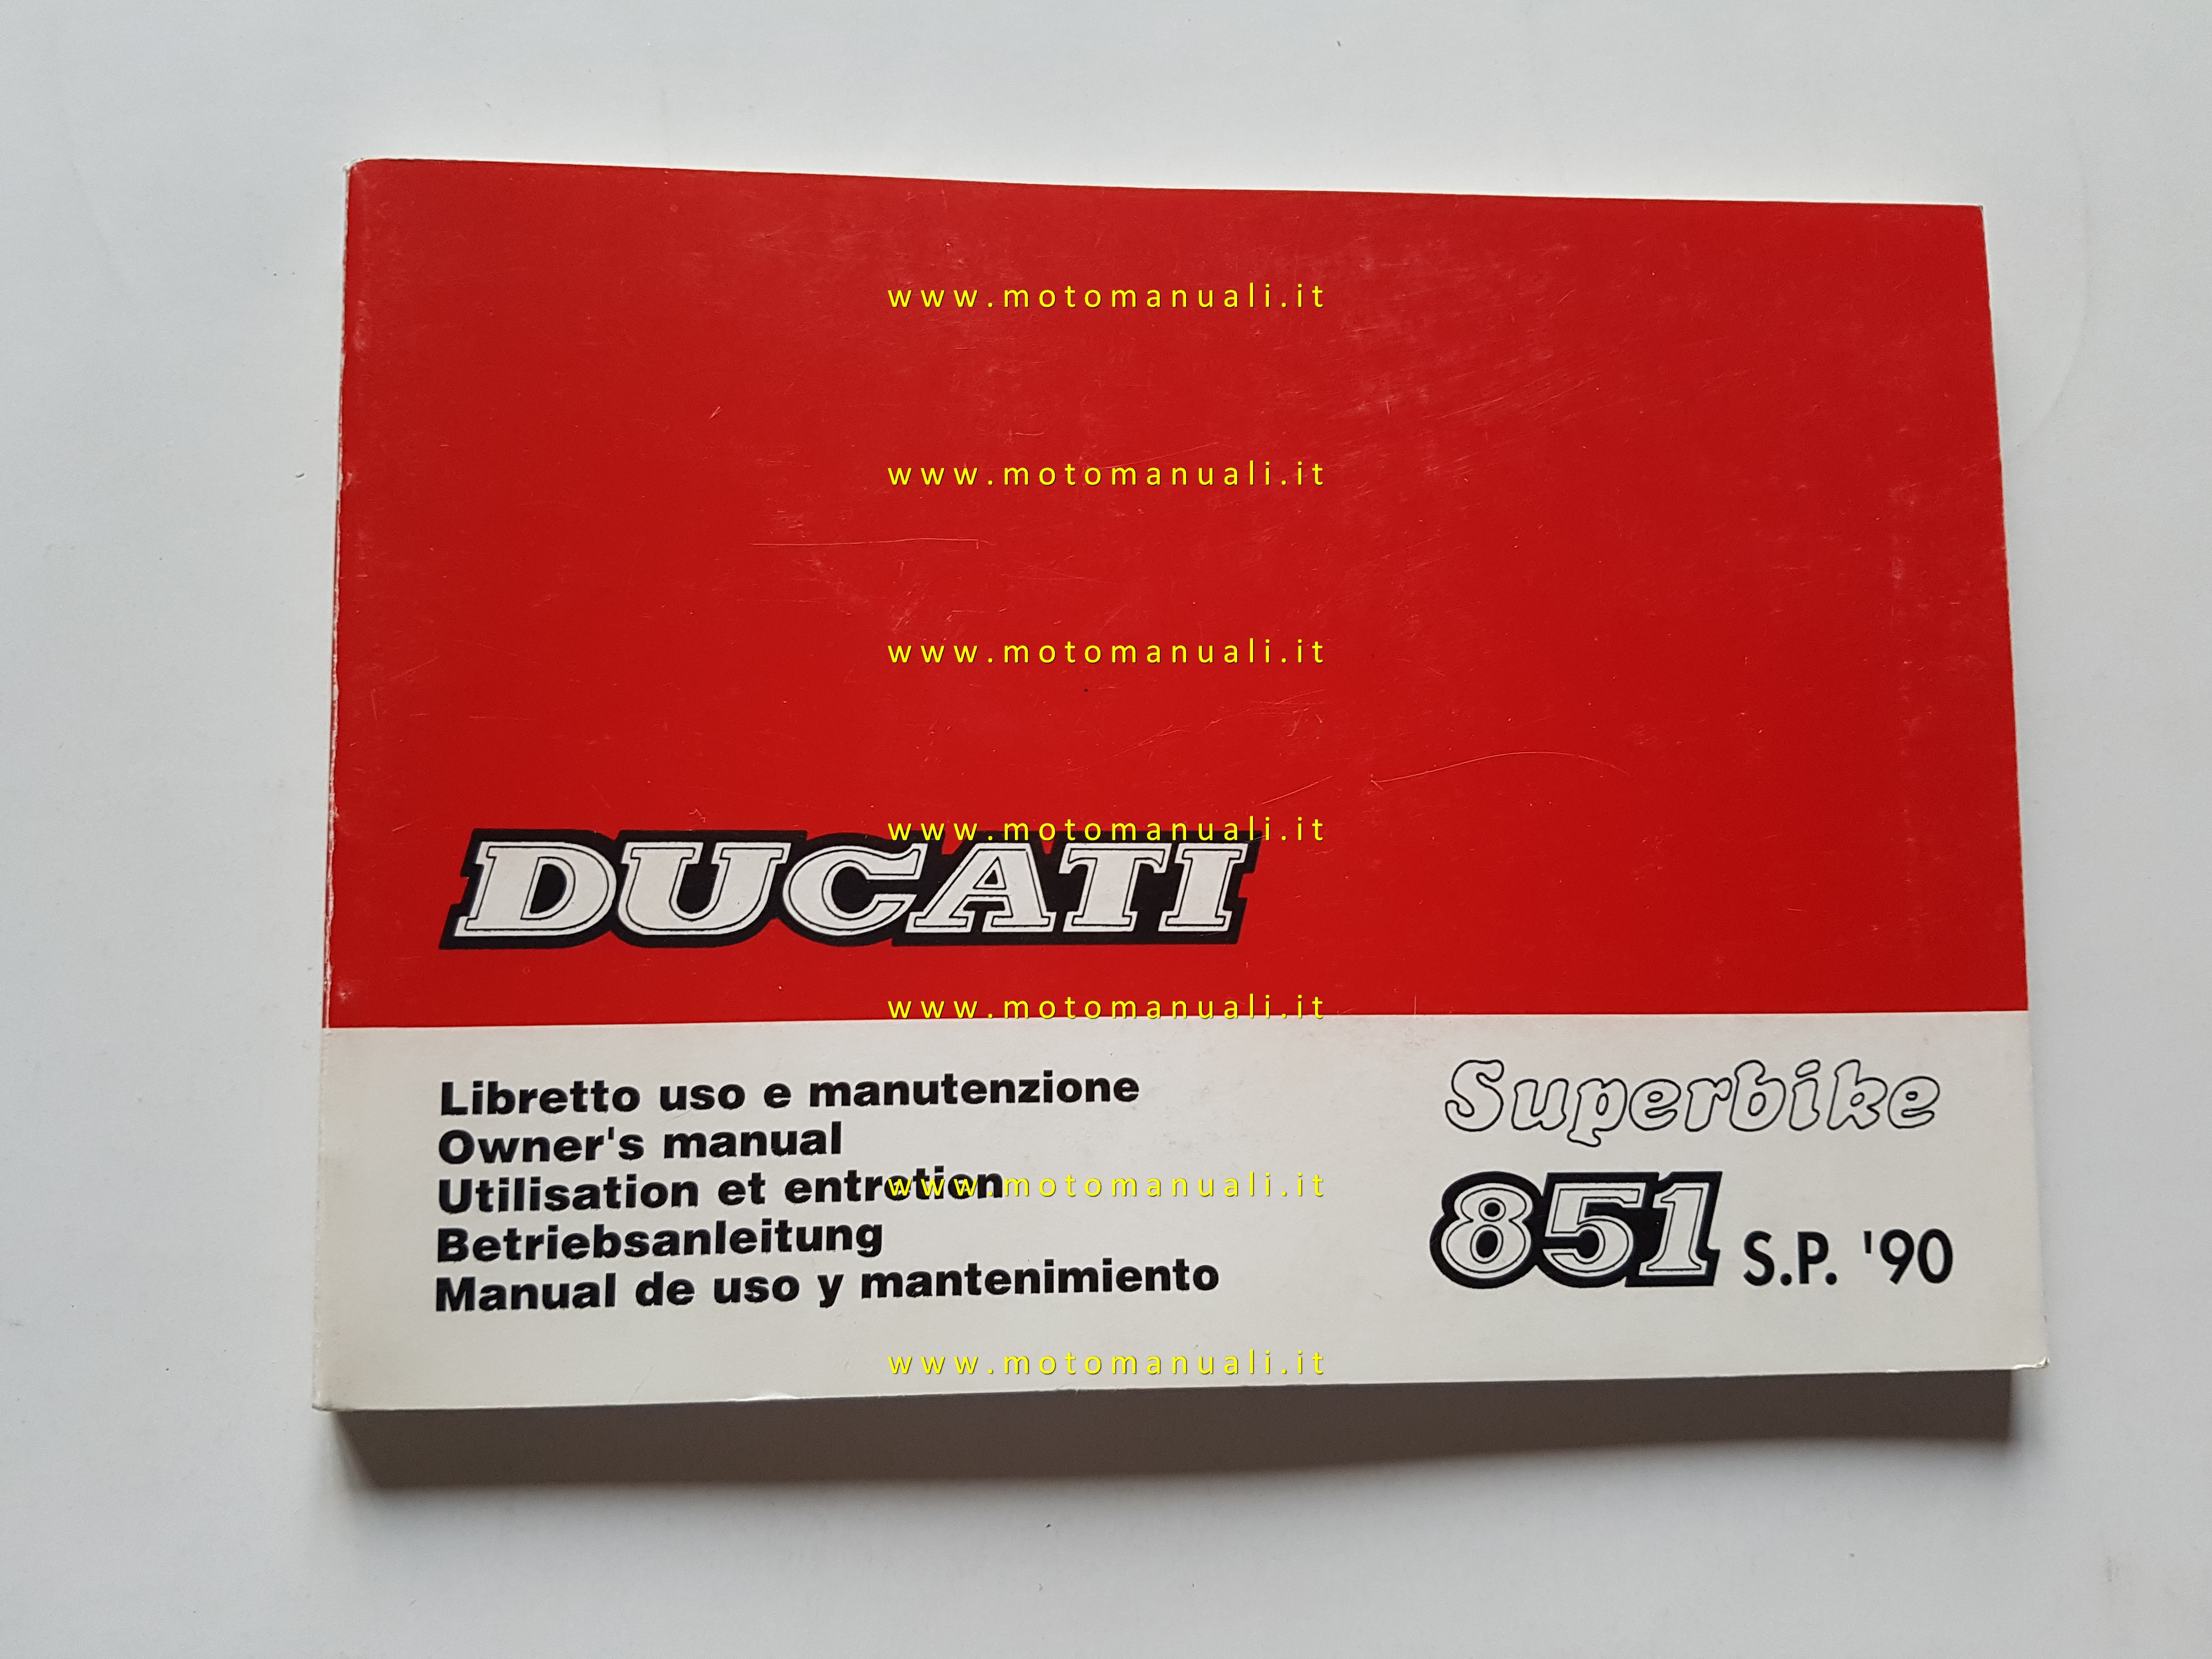 www.motomanuali.it
www.motomanuali.it
www.motomanuali.it
www.motomanuali.it
DUCATI
www.motomanuali.it
Libretto uso e manutenzione
Owner's manual
Utilisation et entretien
www.motomanuali.it
Betriebsanleitung
Manual de uso y mantenimiento
Superbike
851 S.P. '90
www.motomanuali.it